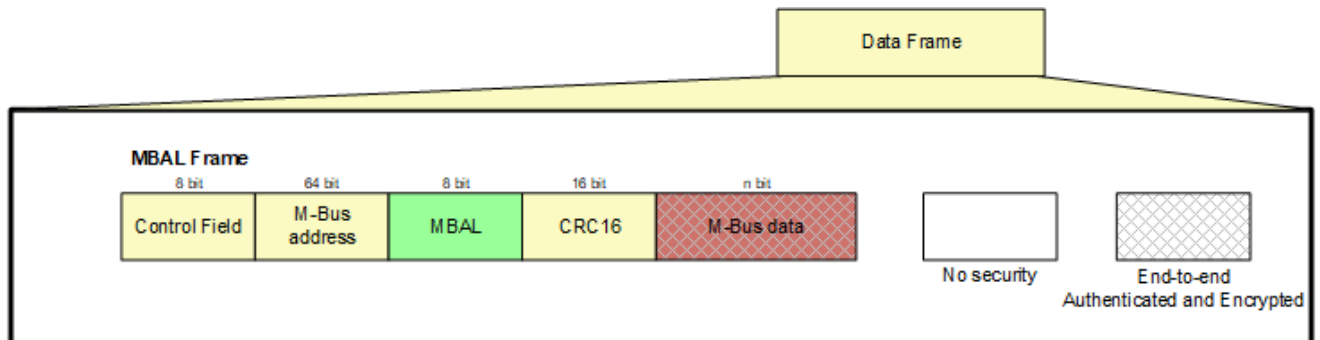 Data Frame
MBAL Frame
8 bit 64 bit 8 bit 16 bit n bit
Control Field M-Bus address MBAL CRC16 M-Bus data
No security
End-to-end
Authenticated and Encrypted